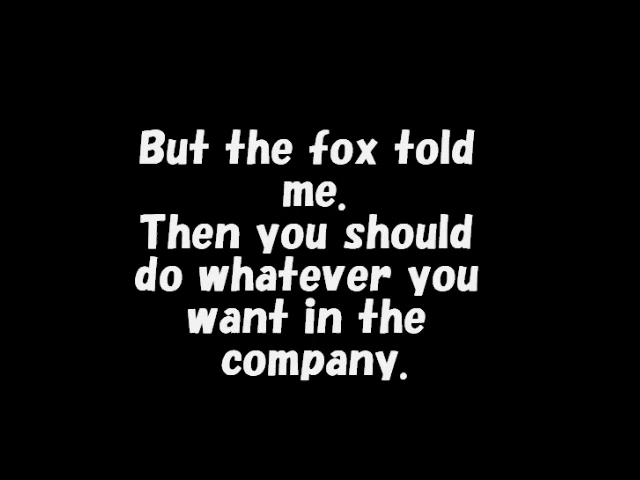 But the fox told
me.
Then you should
do whatever you
want in the
company.